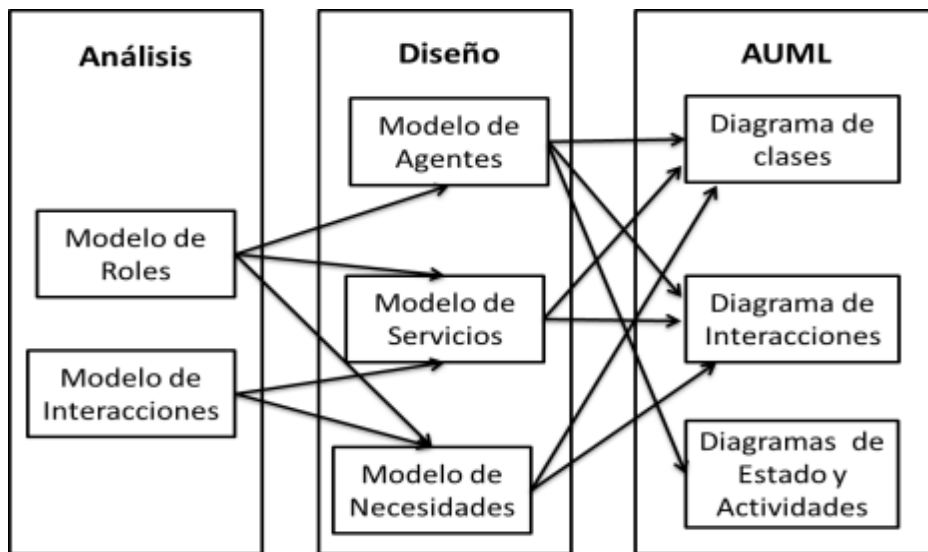 Análisis
Modelo de
Roles
Modelo de
Interacciones
Diseño
Modelo de
Agentes
Modelo de
Servicios
Modelo de
Necesidades
AUML
Diagrama de
clases
Diagrama de
Interacciones
Diagramas de
Estado y
Actividades